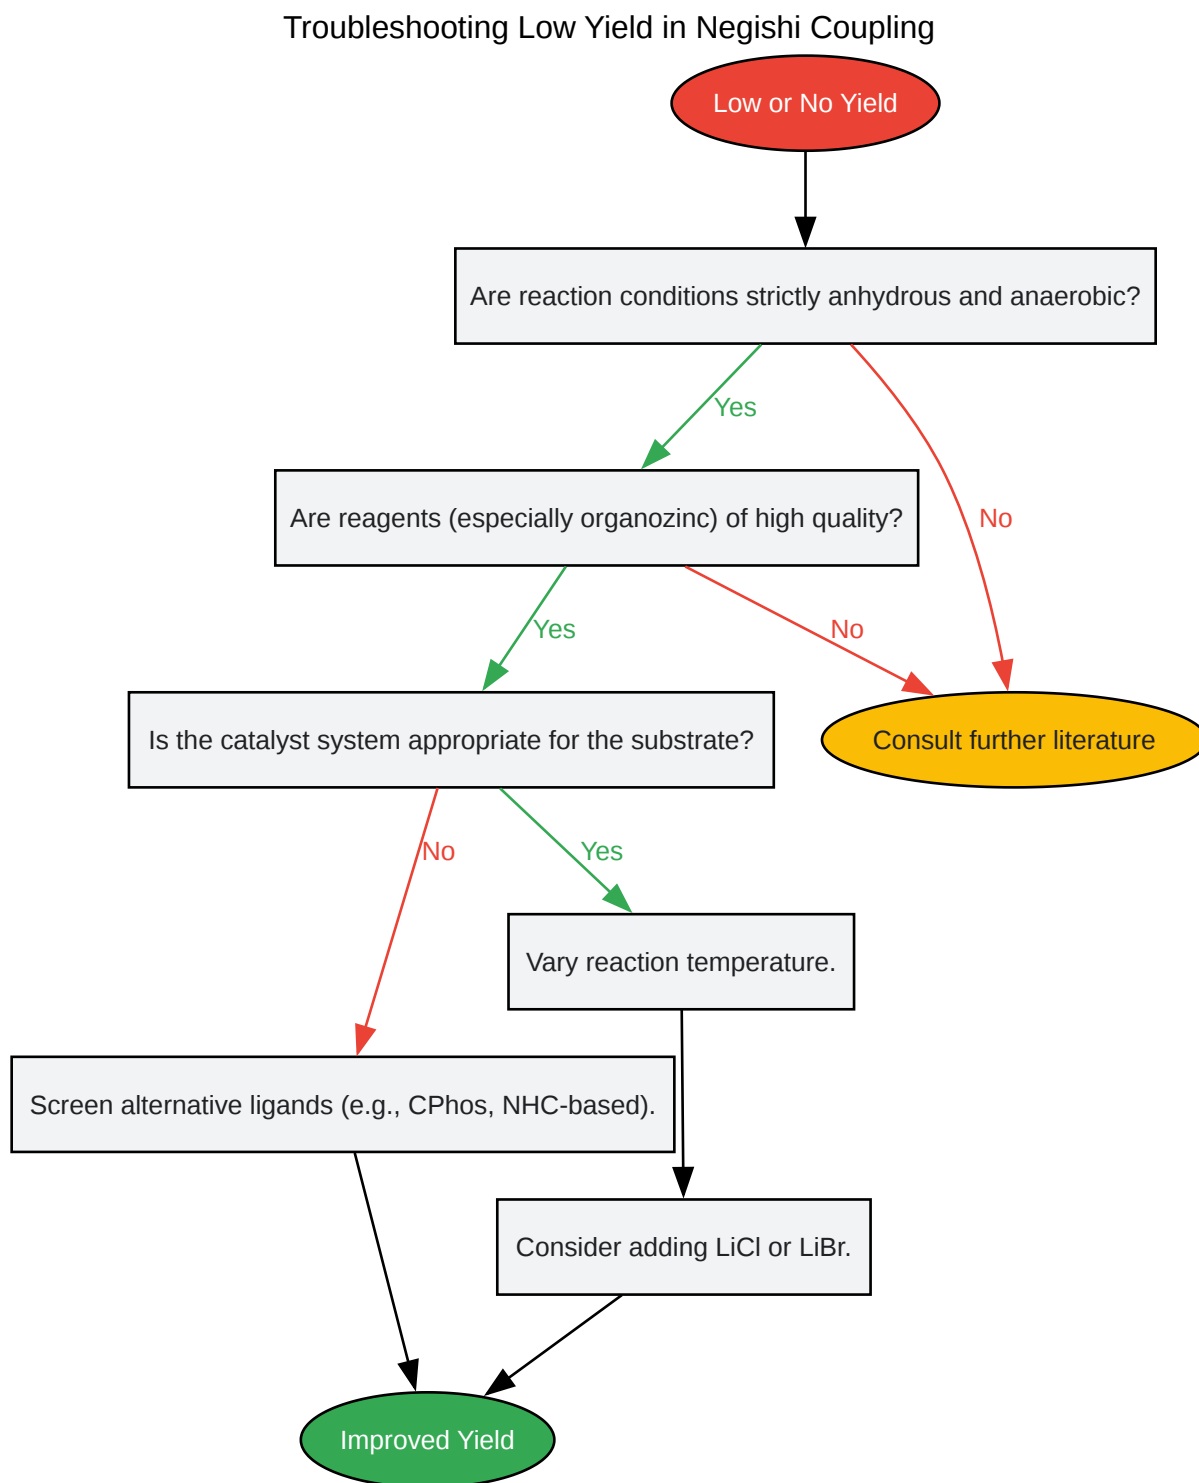 Troubleshooting Low Yield in Negishi Coupling
Low or No Yield
Are reaction conditions strictly anhydrous and anaerobic?
Yes
Are reagents (especially organozinc) of high quality?
No
Yes
No
Is the catalyst system appropriate for the substrate?
Consult further literature
No
Yes
Vary reaction temperature.
Screen alternative ligands (e.g., CPhos, NHC-based).
Consider adding LiCl or LiBr.
Improved Yield